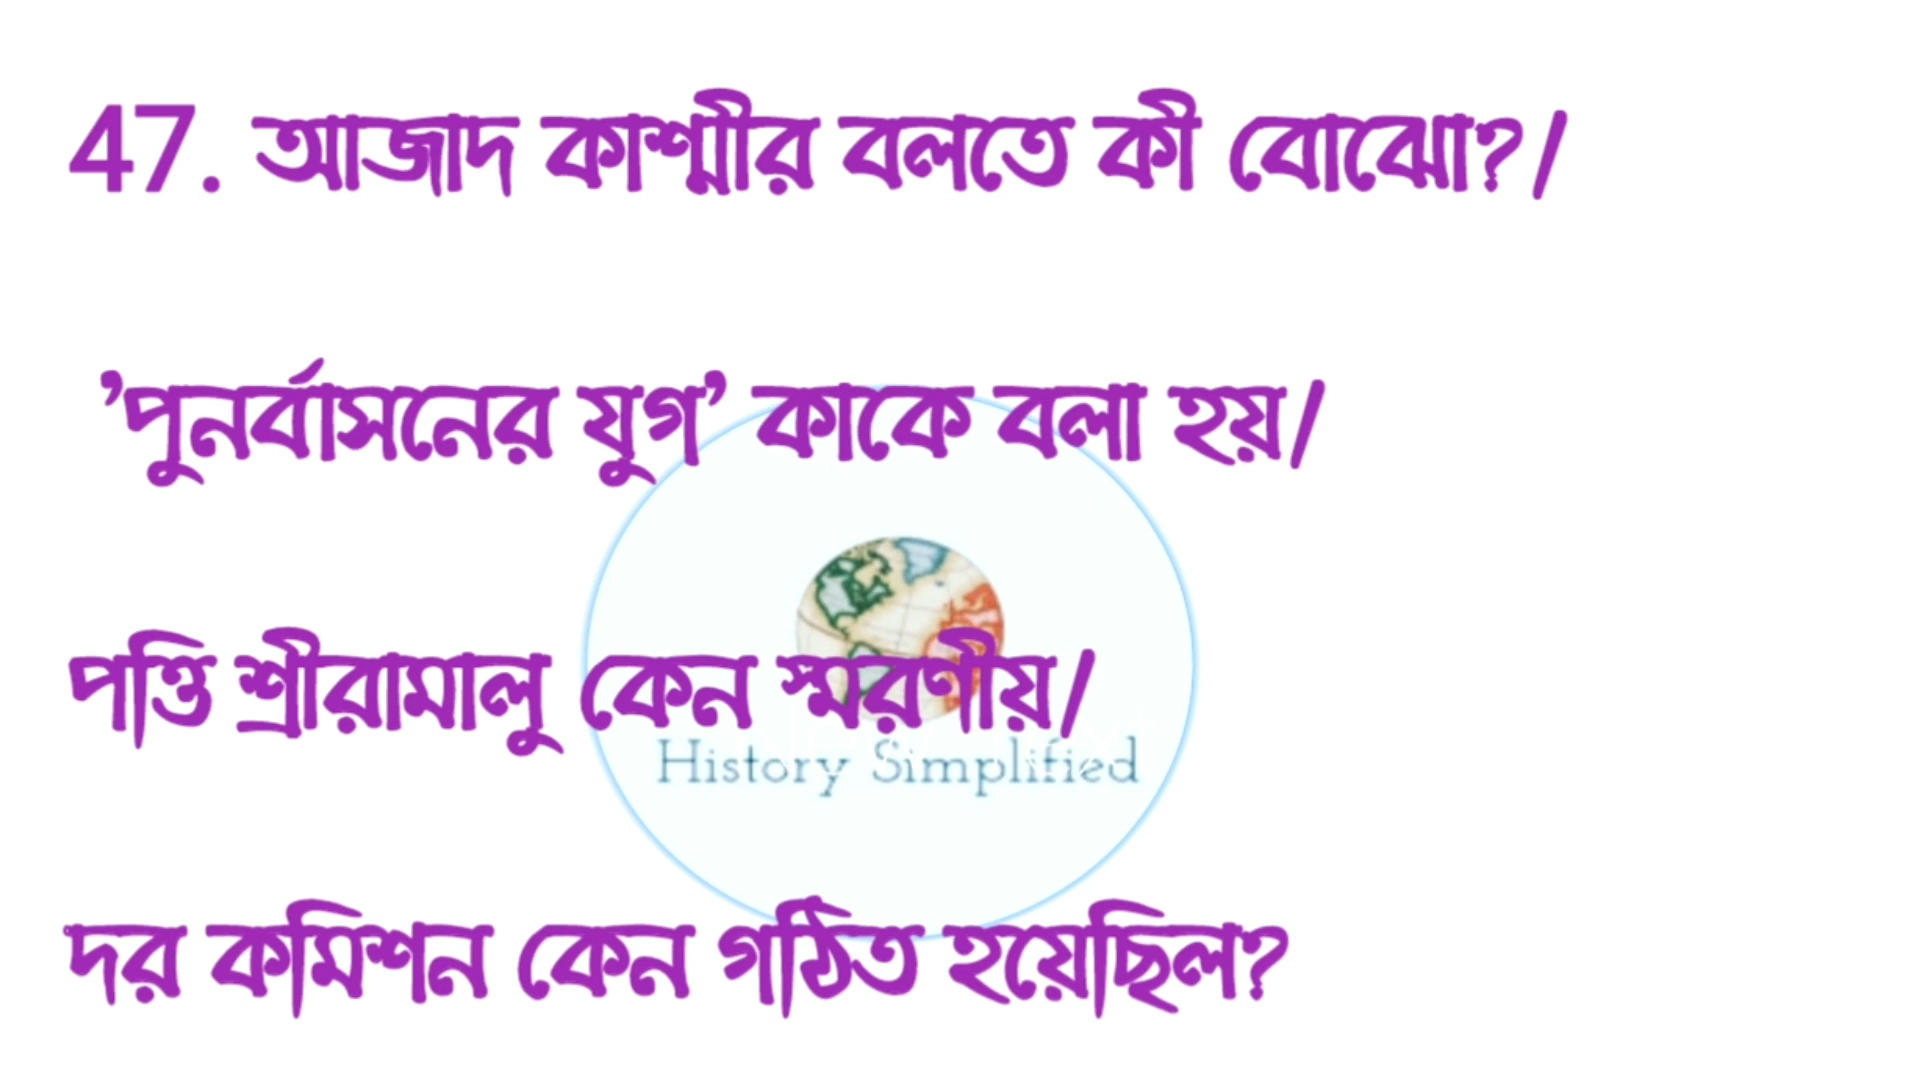 47. আজাদ কাশ্মীর বলতে কী বোঝো?/
’পুনর্বাসনের যুগ’ কাকে বলা হয়/
পত্তি শ্রীরামালু কেন স্মরণীয়/
History Simplified
দর কমিশন কেন গঠিত হয়েছিল?